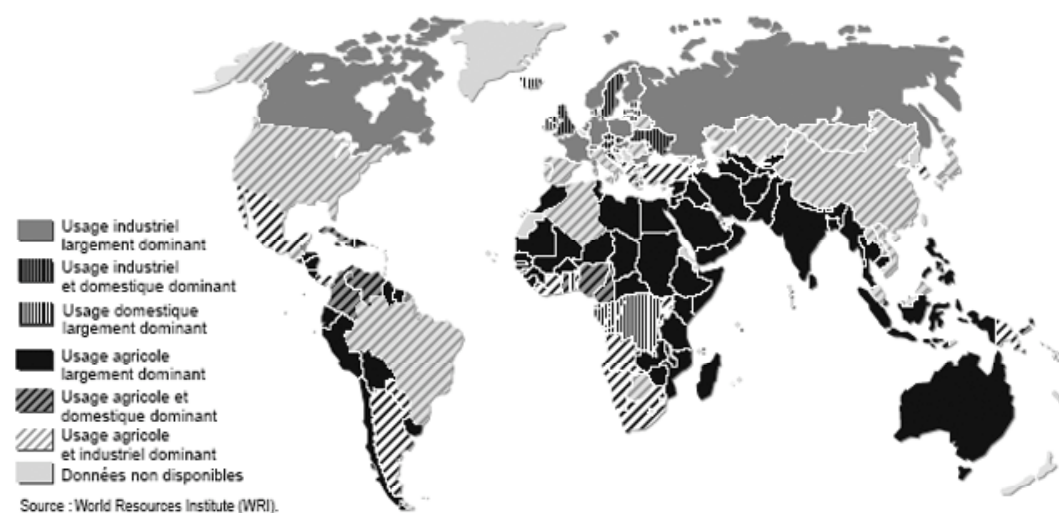 Usage industriel
largement dominant
Usage industriel
et domestique dominant
Usage domestique
largement dominant
Usage agricole
largement dominant
Usage agricole et
domestique dominant
Usage agricole
et industriel dominant
Données non disponibles
Source : World Resources Institute (WRI).